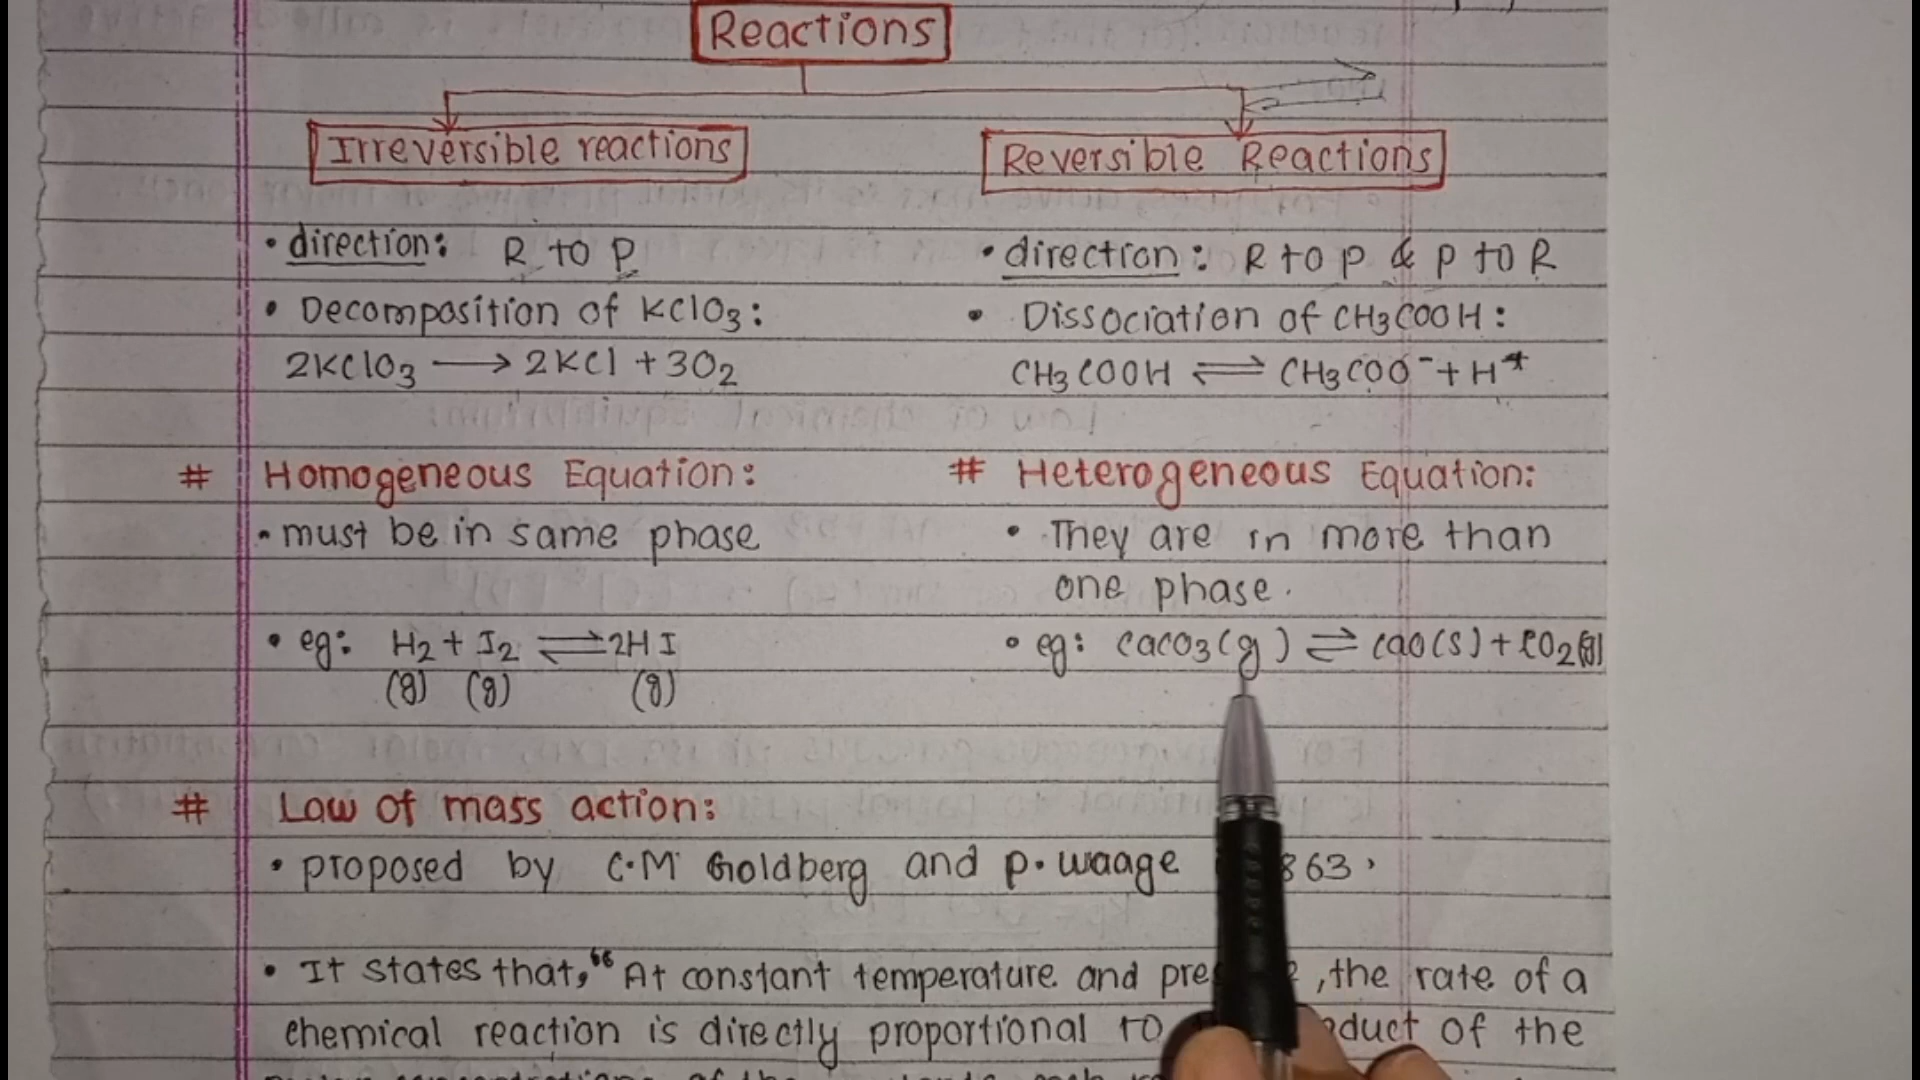 Reactions
Irreversible reactions
Reversible Reactions
• direction: R to P
• direction: R to P & P to R
• Decomposition of KClO3:
• Dissociation of CH3COOH:
2KClO3 ⟶ 2KCl + 3O2
CH3COOH ⇌ CH3COO⁻ + H⁺
# Homogeneous Equation:
# Heterogeneous Equation:
• must be in same phase
• They are in more than
one phase.
• eg: H2 + I2 ⇌ 2HI
(g) (g) (g)
• eg: CaCO3(g) ⇌ CaO(s) + CO2(g)
# Law of mass action:
• proposed by C.M Goldberg and P. Waage 863,
• It states that, “At constant temperature and , the rate of a
chemical reaction is directly proportional to of the